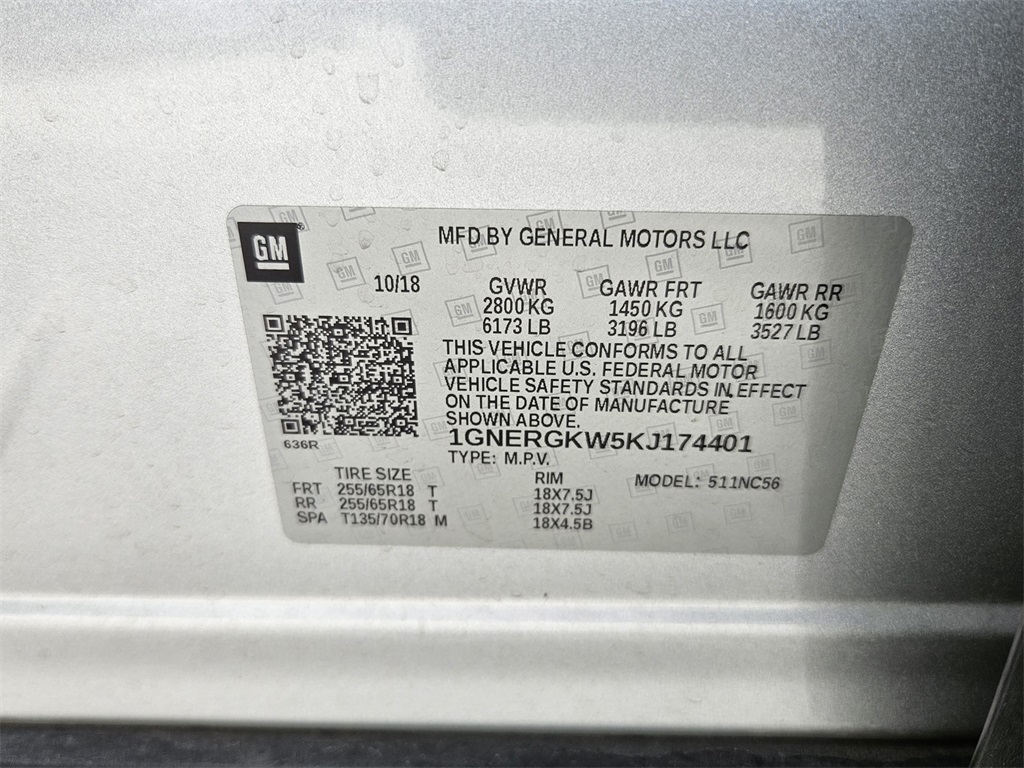 GM
MFD BY GENERAL MOTORS LLC
10/18
GVWR GAWR FRT GAWR RR
2800 KG 1450 KG 1600 KG
6173 LB 3196 LB 3527 LB
THIS VEHICLE CONFORMS TO ALL
APPLICABLE U.S. FEDERAL MOTOR
VEHICLE SAFETY STANDARDS IN EFFECT
ON THE DATE OF MANUFACTURE
SHOWN ABOVE.
636R
1GNERGKW5KJ174401
TYPE: M.P.V.
TIRE SIZE RIM MODEL: 511NC56
FRT 255/65R18 T 18X7.5J
RR 255/65R18 T 18X7.5J
SPA T135/70R18 M 18X4.5B